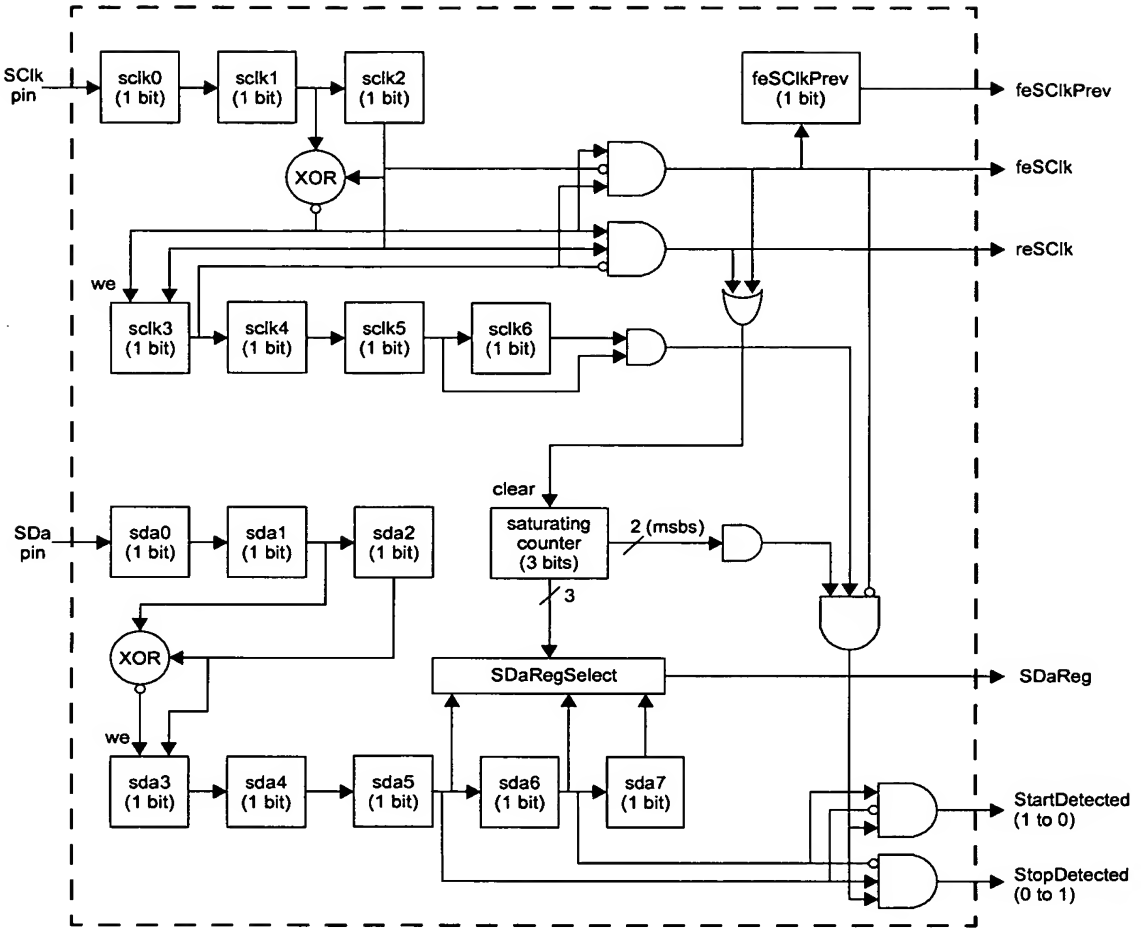 SClk
pin
sclk0
(1 bit)
sclk1
(1 bit)
sclk2
(1 bit)
feSClkPrev
(1 bit)
feSClkPrev
XOR
feSClk
reSClk
we
sclk3
(1 bit)
sclk4
(1 bit)
sclk5
(1 bit)
sclk6
(1 bit)
clear
SDa
pin
sda0
(1 bit)
sda1
(1 bit)
sda2
(1 bit)
saturating
counter
(3 bits)
2 (msbs)
3
XOR
SDaRegSelect
SDaReg
we
sda3
(1 bit)
sda4
(1 bit)
sda5
(1 bit)
sda6
(1 bit)
sda7
(1 bit)
StartDetected
(1 to 0)
StopDetected
(0 to 1)